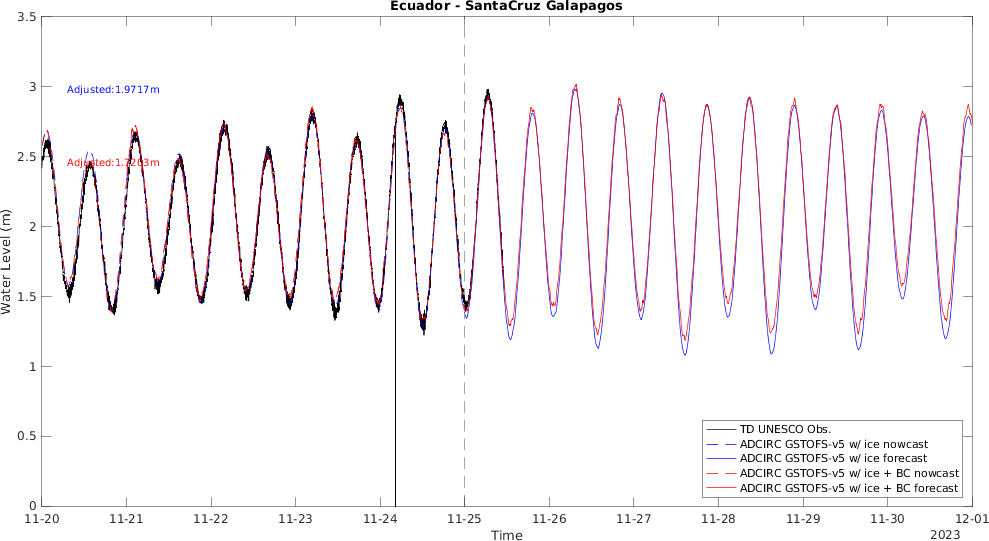 Ecuador - SantaCruz Galapagos
3.5
3
2.5
2
1.5
1
0.5
0
Water Level (m)
Adjusted:1.9717m
Adjusted:1.7203m
TD UNESCO Obs.
ADCIRC GSTOFS-v5 w/ ice nowcast
ADCIRC GSTOFS-v5 w/ ice forecast
ADCIRC GSTOFS-v5 w/ ice + BC nowcast
ADCIRC GSTOFS-v5 w/ ice + BC forecast
11-20 11-21 11-22 11-23 11-24 11-25 11-26 11-27 11-28 11-29 11-30 12-01
Time
2023